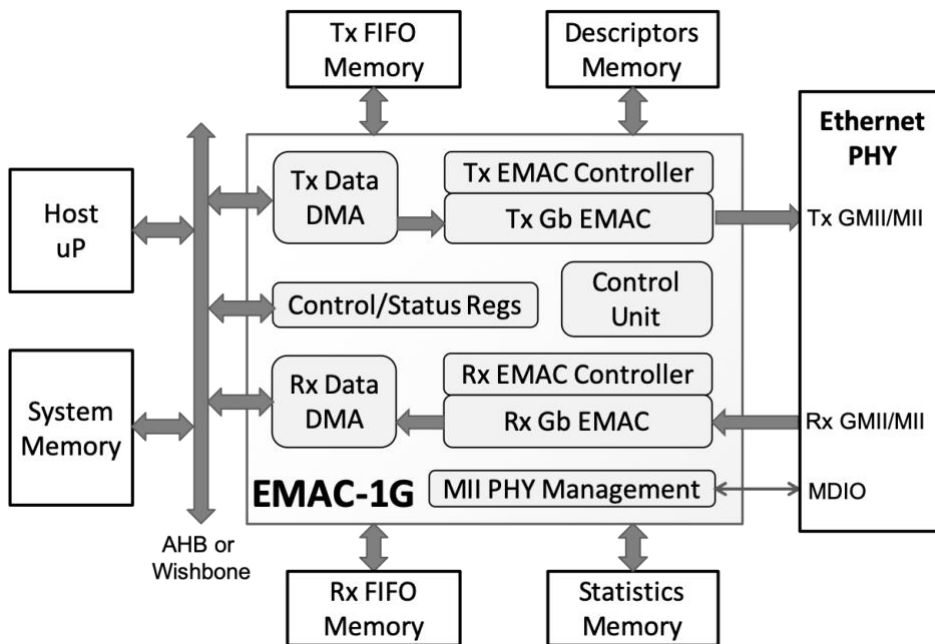 Tx FIFO
Memory
Descriptors
Memory
Ethernet
PHY
Host
uP
Tx Data
DMA
Tx EMAC Controller
Tx Gb EMAC
Tx GMII/MII
Control/Status Regs
Control
Unit
System
Memory
Rx Data
DMA
Rx EMAC Controller
Rx Gb EMAC
Rx GMII/MII
EMAC-1G
MII PHY Management
MDIO
AHB or
Wishbone
Rx FIFO
Memory
Statistics
Memory